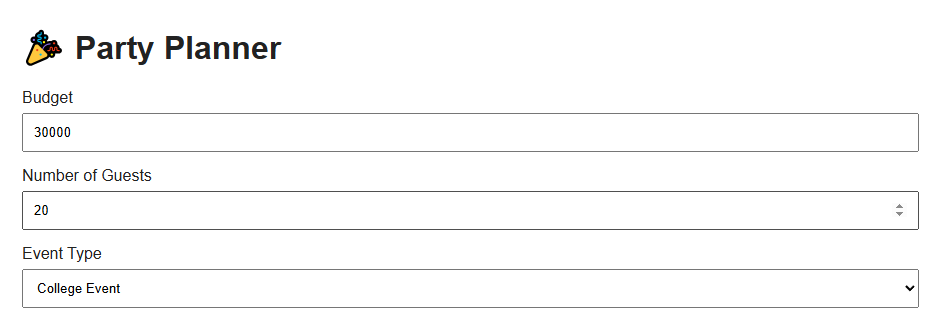 Party Planner
Budget
30000
Number of Guests
20
Event Type
College Event